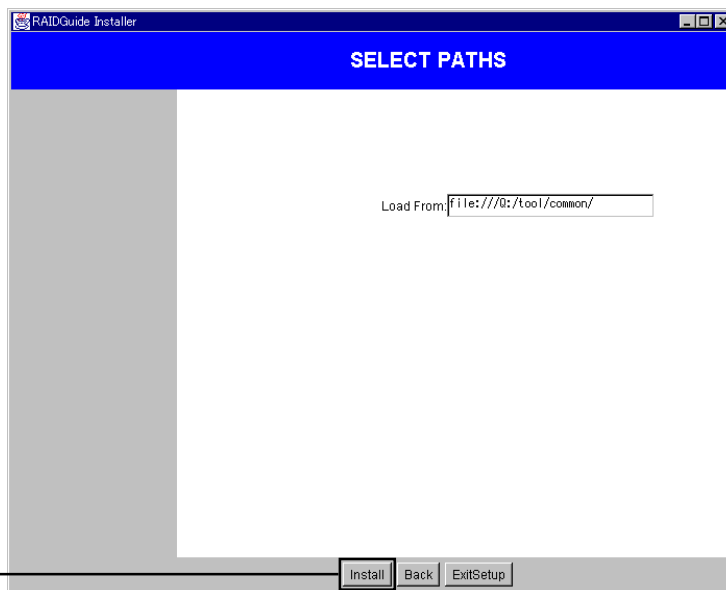 RAIDGuide Installer
SELECT PATHS
Load From: file:///Q:/tool/common/
Install Back ExitSetup